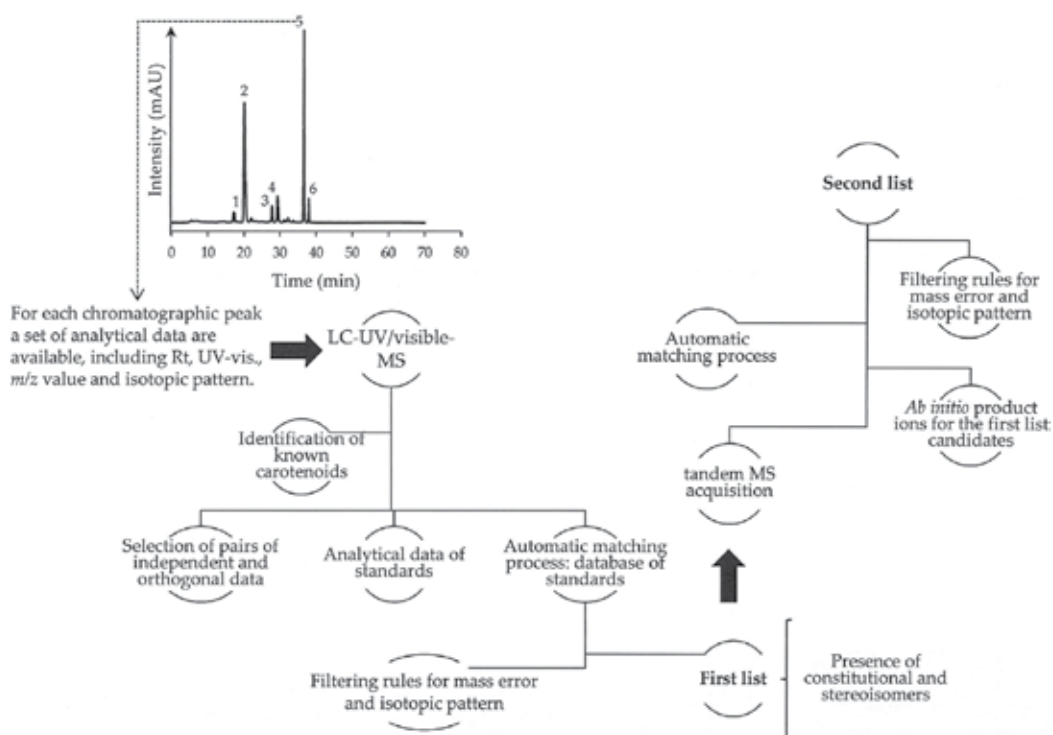 5
2
4
1
3
6
Intensity (mAU)
0 10 20 30 40 50 60 70 80
Time (min)
For each chromatographic peak
a set of analytical data are
available, including Rt, UV-vis.,
m/z value and isotopic pattern.
LC-UV/visible-
MS
Identification of
known
carotenoids
Selection of pairs of
independent and
orthogonal data
Analytical data of
standards
Automatic matching
process: database of
standards
Filtering rules for mass error
and isotopic pattern
First list
Presence of
constitutional and
stereoisomers
tandem MS
acquisition
Automatic
matching process
Second list
Filtering rules for
mass error and
isotopic pattern
Ab initio product
ions for the first list:
candidates